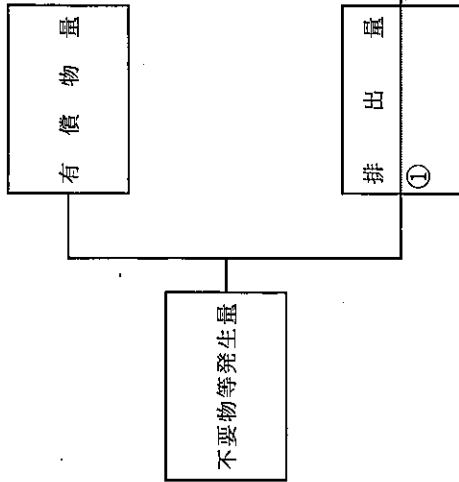 有償物量
不要物等発生量
排出量
①